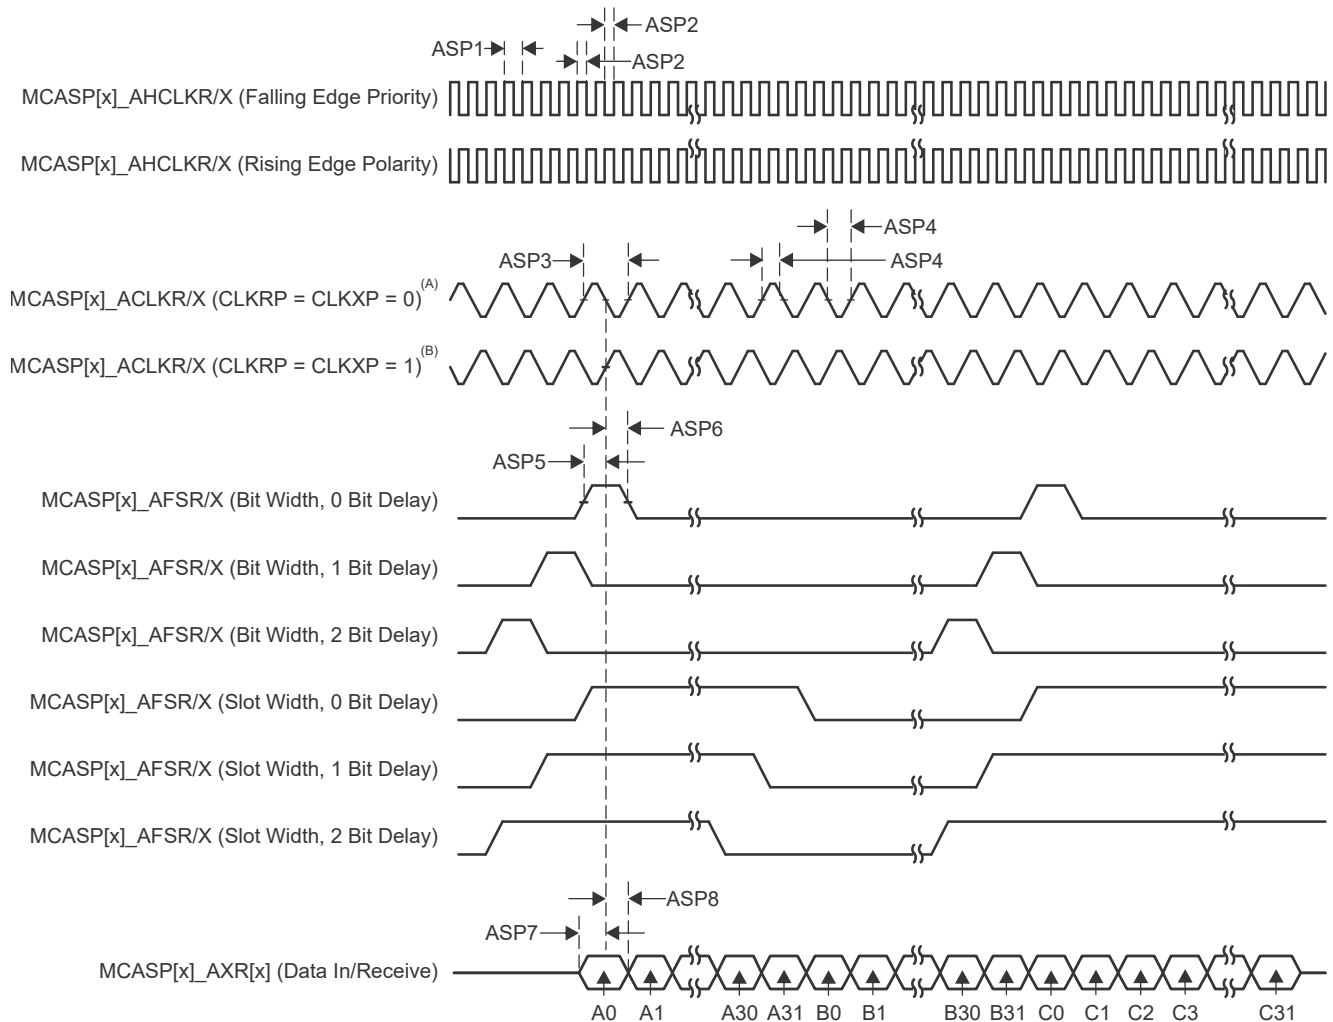 ASP2
ASP1
ASP2
MCASP[x]_AHCLKR/X (Falling Edge Priority)
MCASP[x]_AHCLKR/X (Rising Edge Polarity)
ASP4
ASP3
ASP4
MCASP[x]_ACLKR/X (CLKRP = CLKXP = 0)(A)
MCASP[x]_ACLKR/X (CLKRP = CLKXP = 1)(B)
ASP6
ASP5
MCASP[x]_AFSR/X (Bit Width, 0 Bit Delay)
MCASP[x]_AFSR/X (Bit Width, 1 Bit Delay)
MCASP[x]_AFSR/X (Bit Width, 2 Bit Delay)
MCASP[x]_AFSR/X (Slot Width, 0 Bit Delay)
MCASP[x]_AFSR/X (Slot Width, 1 Bit Delay)
MCASP[x]_AFSR/X (Slot Width, 2 Bit Delay)
ASP8
ASP7
MCASP[x]_AXR[x] (Data In/Receive)
A0 A1 A30 A31 B0 B1 B30 B31 C0 C1 C2 C3 C31